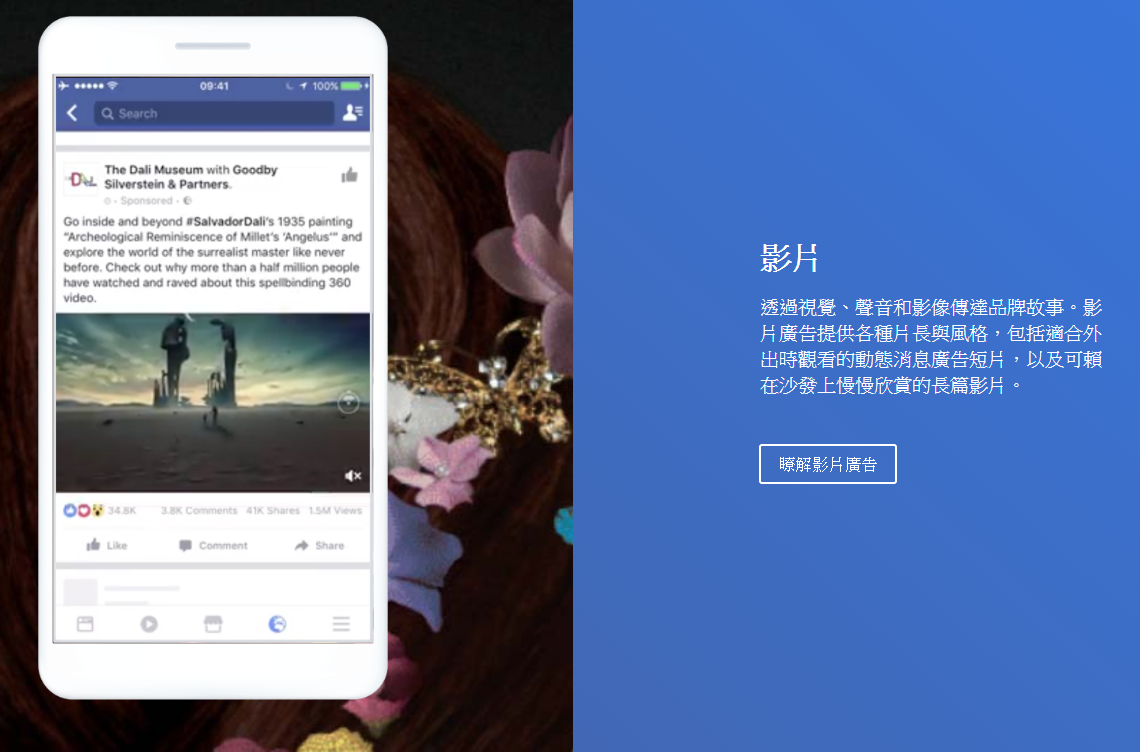 09:41
100%
Search
The Dali Museum with Goodby
Silverstein & Partners.
Sponsored
Go inside and beyond #SalvadorDali's 1935 painting
"Archeological Reminiscence of Millet's 'Angelus'" and
explore the world of the surrealist master like never
before. Check out why more than a half million people
have watched and raved about this spellbinding 360
video.
34.8K 3.8K Comments 41K Shares 1.5M Views
Like Comment Share
影片
透過視覺、聲音和影像傳達品牌故事。影
片廣告提供各種片長與風格，包括適合外
出時觀看的動態消息廣告短片，以及可賴
在沙發上慢慢欣賞的長篇影片。
瞭解影片廣告